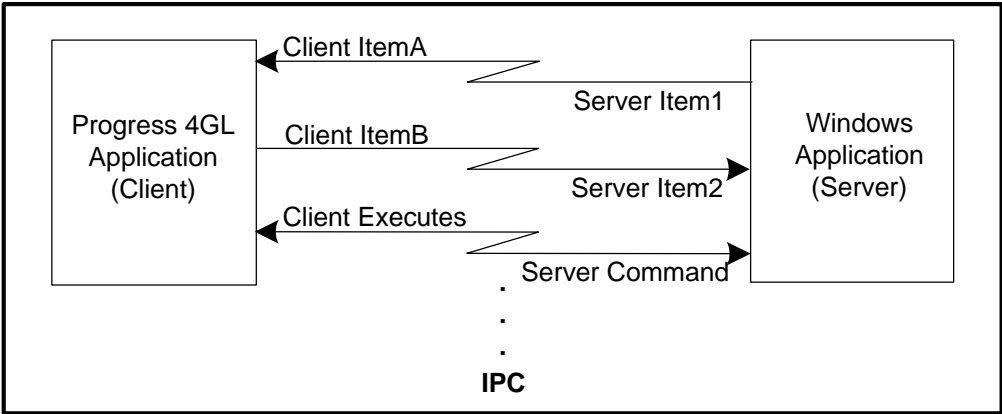 Client ItemA
Server Item1
Progress 4GL
Application
(Client)
Client ItemB
Server Item2
Windows
Application
(Server)
Client Executes
Server Command
.
.
.
IPC